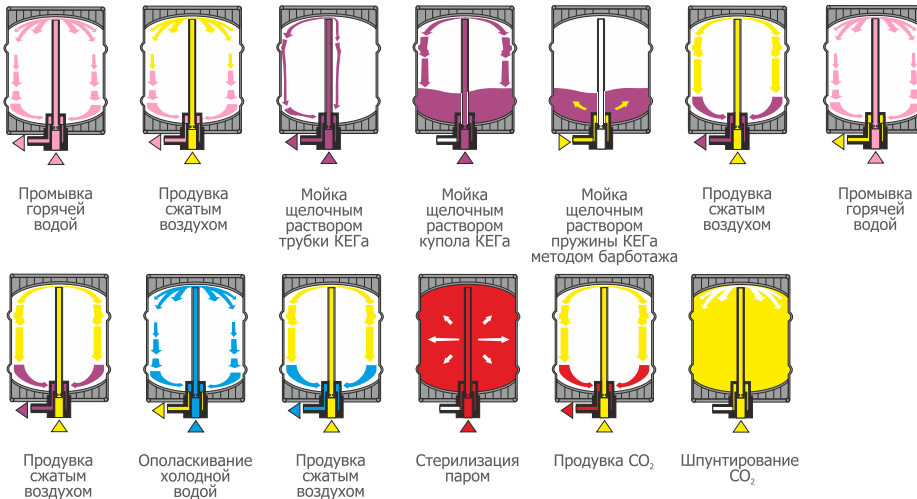 Промывка
горячей
водой
Продувка
сжатым
воздухом
Мойка
щелочным
раствором
трубки КЕГа
Мойка
щелочным
раствором
купола КЕГа
Мойка
щелочным
раствором
пружины КЕГа
методом барботажа
Продувка
сжатым
воздухом
Промывка
горячей
водой
Продувка
сжатым
воздухом
Ополаскивание
холодной
водой
Продувка
сжатым
воздухом
Стерилизация
паром
Продувка CO₂
Шпунтирование
CO₂